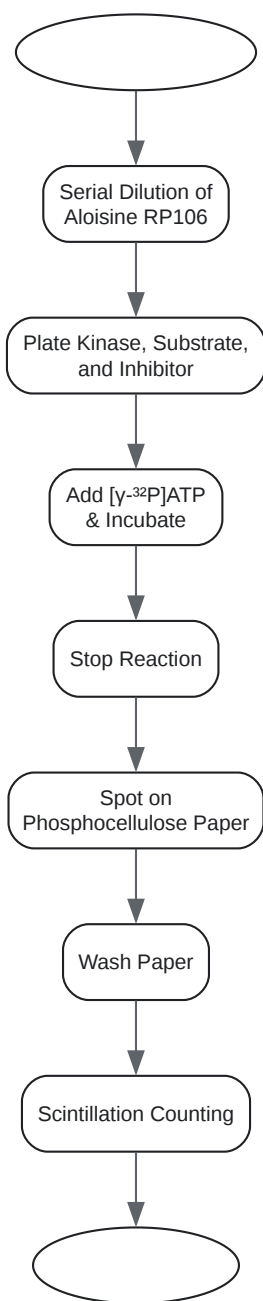 Serial Dilution of
Aloisine RP106
Plate Kinase, Substrate,
and Inhibitor
Add [γ-³²P]ATP
& Incubate
Stop Reaction
Spot on
Phosphocellulose Paper
Wash Paper
Scintillation Counting